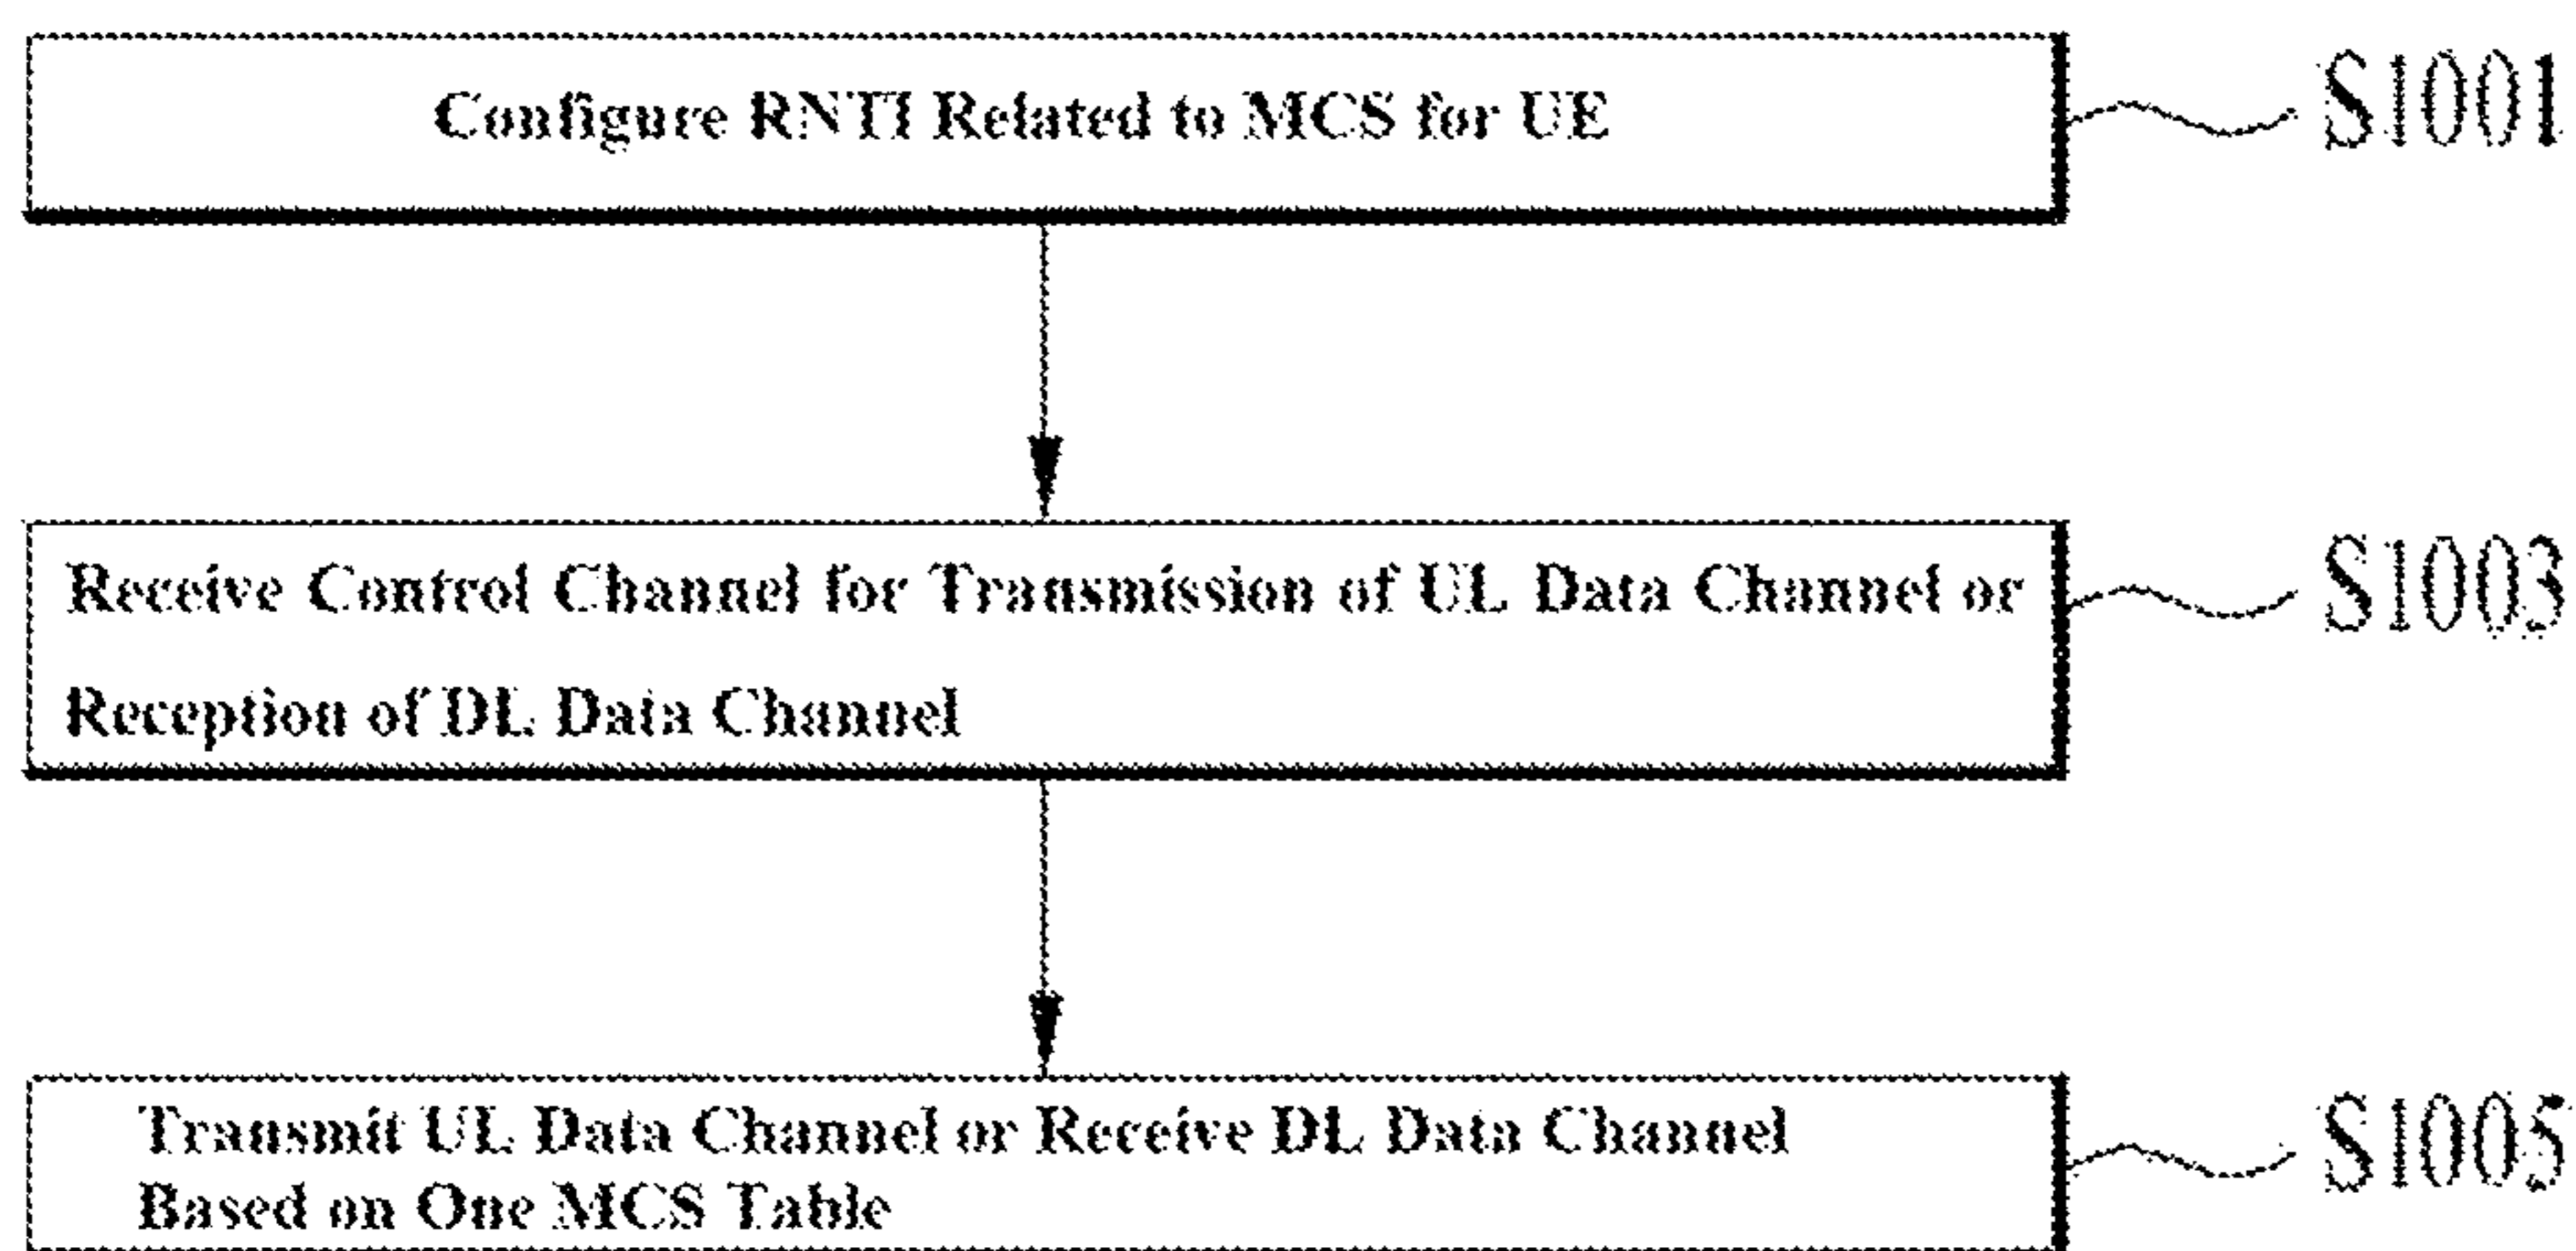 Configure RNTI Related to MCS for UE
S1001
Receive Control Channel for Transmission of UL Data Channel or
Reception of DL Data Channel
S1003
Transmit UL Data Channel or Receive DL Data Channel
Based on One MCS Table
S1005